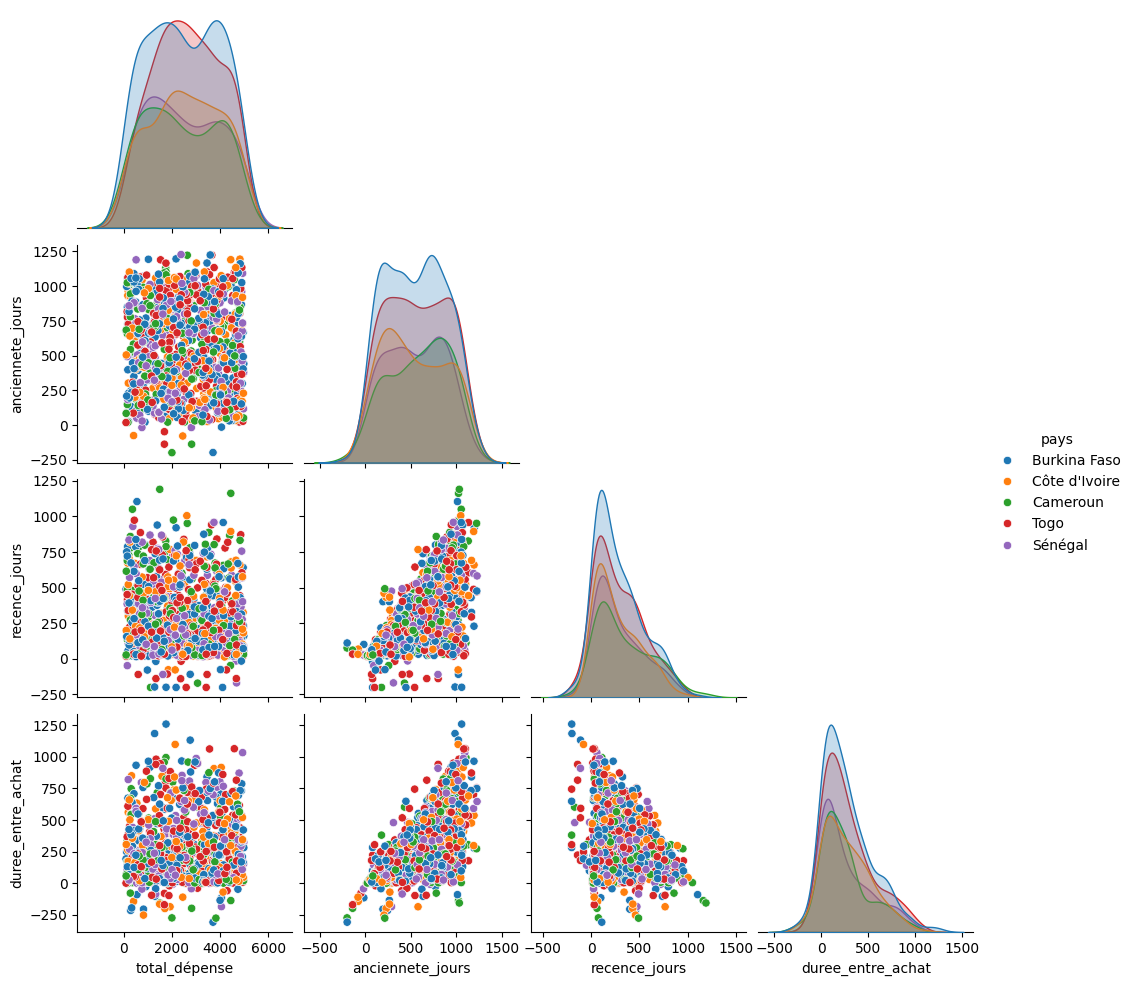 1250
1000
750
500
250
0
−250
anciennete_jours
1250
1000
750
500
250
0
−250
recence_jours
1250
1000
750
500
250
0
−250
duree_entre_achat
0 2000 4000 6000
total_dépense
−500 0 500 1000 1500
anciennete_jours
−500 0 500 1000 1500
recence_jours
−500 0 500 1000 1500
duree_entre_achat
pays
Burkina Faso
Côte d'Ivoire
Cameroun
Togo
Sénégal